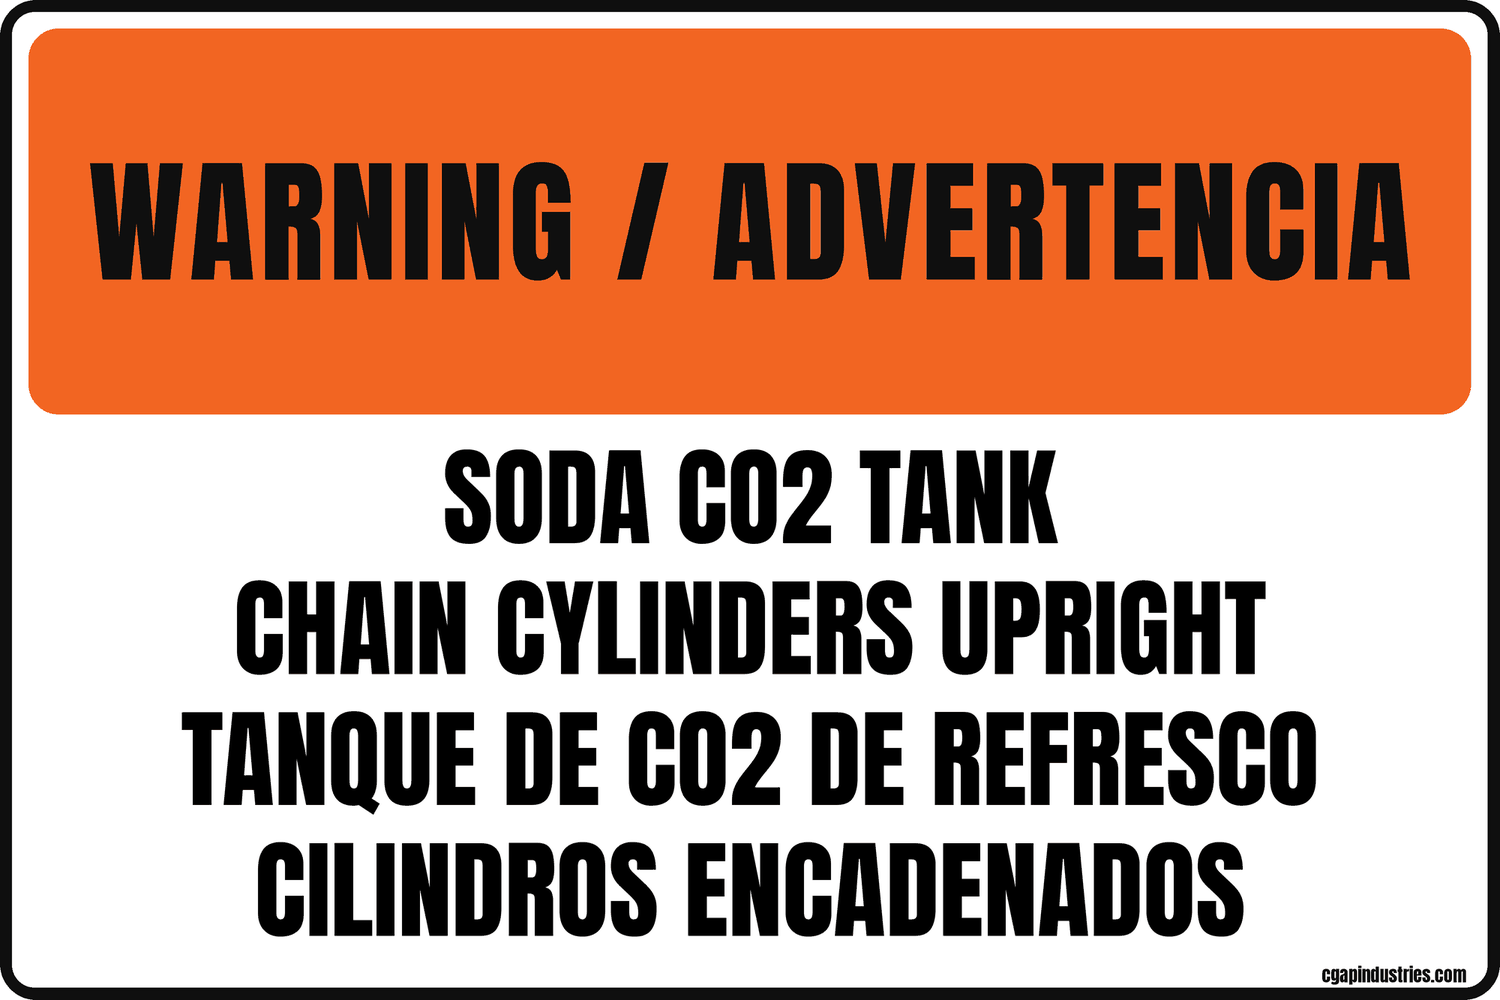 WARNING / ADVERTENCIA
SODA CO2 TANK
CHAIN CYLINDERS UPRIGHT
TANQUE DE CO2 DE REFRESCO
CILINDROS ENCADENADOS
cgapindustries.com